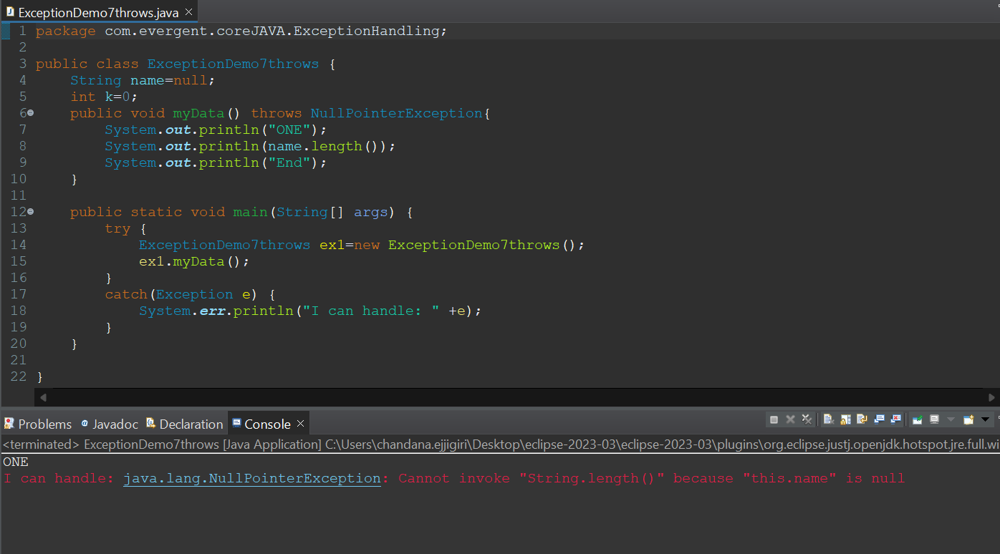 ExceptionDemo7throws.java
1 package com.evergent.coreJAVA.ExceptionHandling;
2
3 public class ExceptionDemo7throws {
4     String name=null;
5     int k=0;
6     public void myData() throws NullPointerException{
7         System.out.println("ONE");
8         System.out.println(name.length());
9         System.out.println("End");
10     }
11
12     public static void main(String[] args) {
13         try {
14             ExceptionDemo7throws ex1=new ExceptionDemo7throws();
15             ex1.myData();
16         }
17         catch(Exception e) {
18             System.err.println("I can handle: " +e);
19         }
20     }
21
22 }
Problems Javadoc Declaration Console
<terminated> ExceptionDemo7throws [Java Application] C:\Users\chandana.ejjigiri\Desktop\eclipse-2023-03\eclipse-2023-03\plugins\org.eclipse.justj.openjdk.hotspot.jre.full.wi
ONE
I can handle: java.lang.NullPointerException: Cannot invoke "String.length()" because "this.name" is null